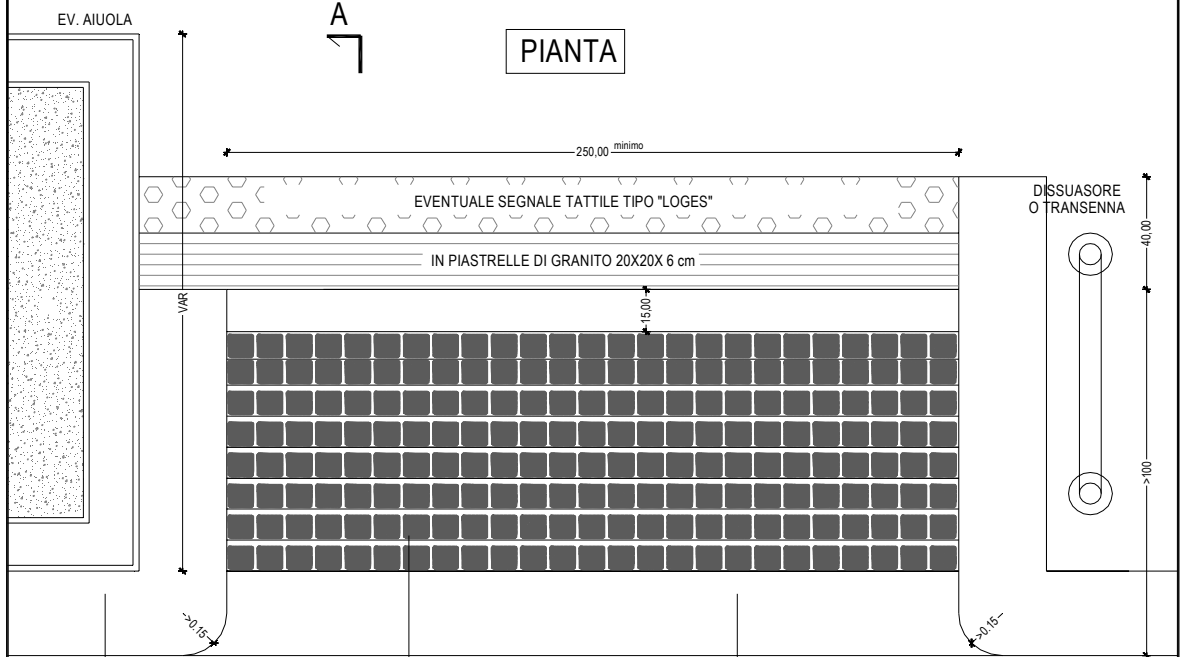 EV. AIUOLA
A
PIANTA
250,00 minimo
EVENTUALE SEGNALE TATTILE TIPO "LOGES"
DISSUASORE
O TRANSENNA
40,00
IN PIASTRELLE DI GRANITO 20X20X 6 cm
VAR
15,00
>100
>0.15
>0.15